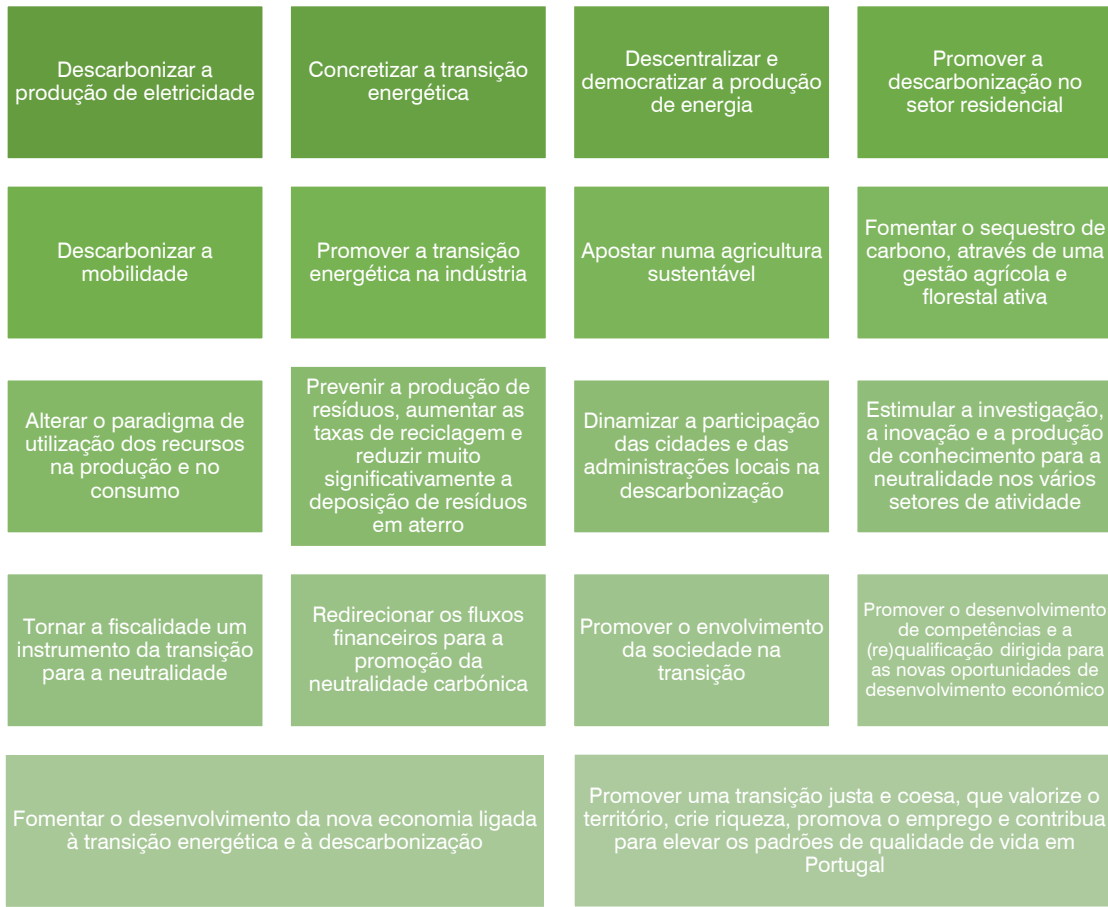 Descarbonizar a
produção de eletricidade
Concretizar a transição
energética
Descentralizar e
democratizar a produção
de energia
Promover a
descarbonização no
setor residencial
Descarbonizar a
mobilidade
Promover a transição
energética na indústria
Apostar numa agricultura
sustentável
Fomentar o sequestro de
carbono, através de uma
gestão agrícola e
florestal ativa
Alterar o paradigma de
utilização dos recursos
na produção e no
consumo
Prevenir a produção de
resíduos, aumentar as
taxas de reciclagem e
reduzir muito
significativamente a
deposição de resíduos
em aterro
Dinamizar a participação
das cidades e das
administrações locais na
descarbonização
Estimular a investigação,
a inovação e a produção
de conhecimento para a
neutralidade nos vários
setores de atividade
Tornar a fiscalidade um
instrumento da transição
para a neutralidade
Redirecionar os fluxos
financeiros para a
promoção da
neutralidade carbónica
Promover o envolvimento
da sociedade na
transição
Promover o desenvolvimento
de competências e a
(re)qualificação dirigida para
as novas oportunidades de
desenvolvimento económico
Fomentar o desenvolvimento da nova economia ligada
à transição energética e à descarbonização
Promover uma transição justa e coesa, que valorize o
território, crie riqueza, promova o emprego e contribua
para elevar os padrões de qualidade de vida em
Portugal